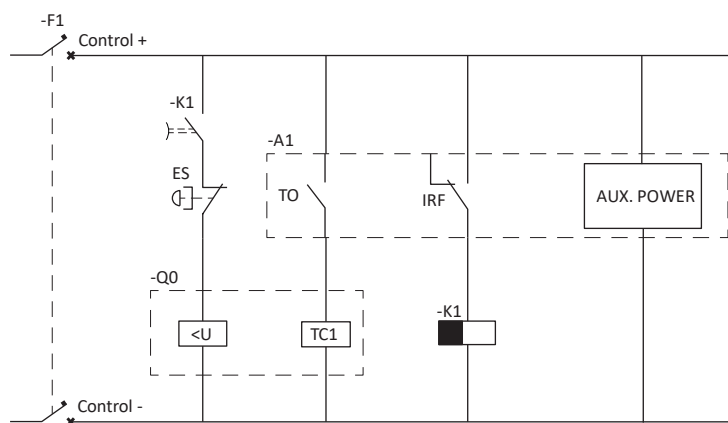 -F1
Control +
-K1
-A1
ES
TO
IRF
AUX. POWER
-Q0
-K1
<U
TC1
Control -